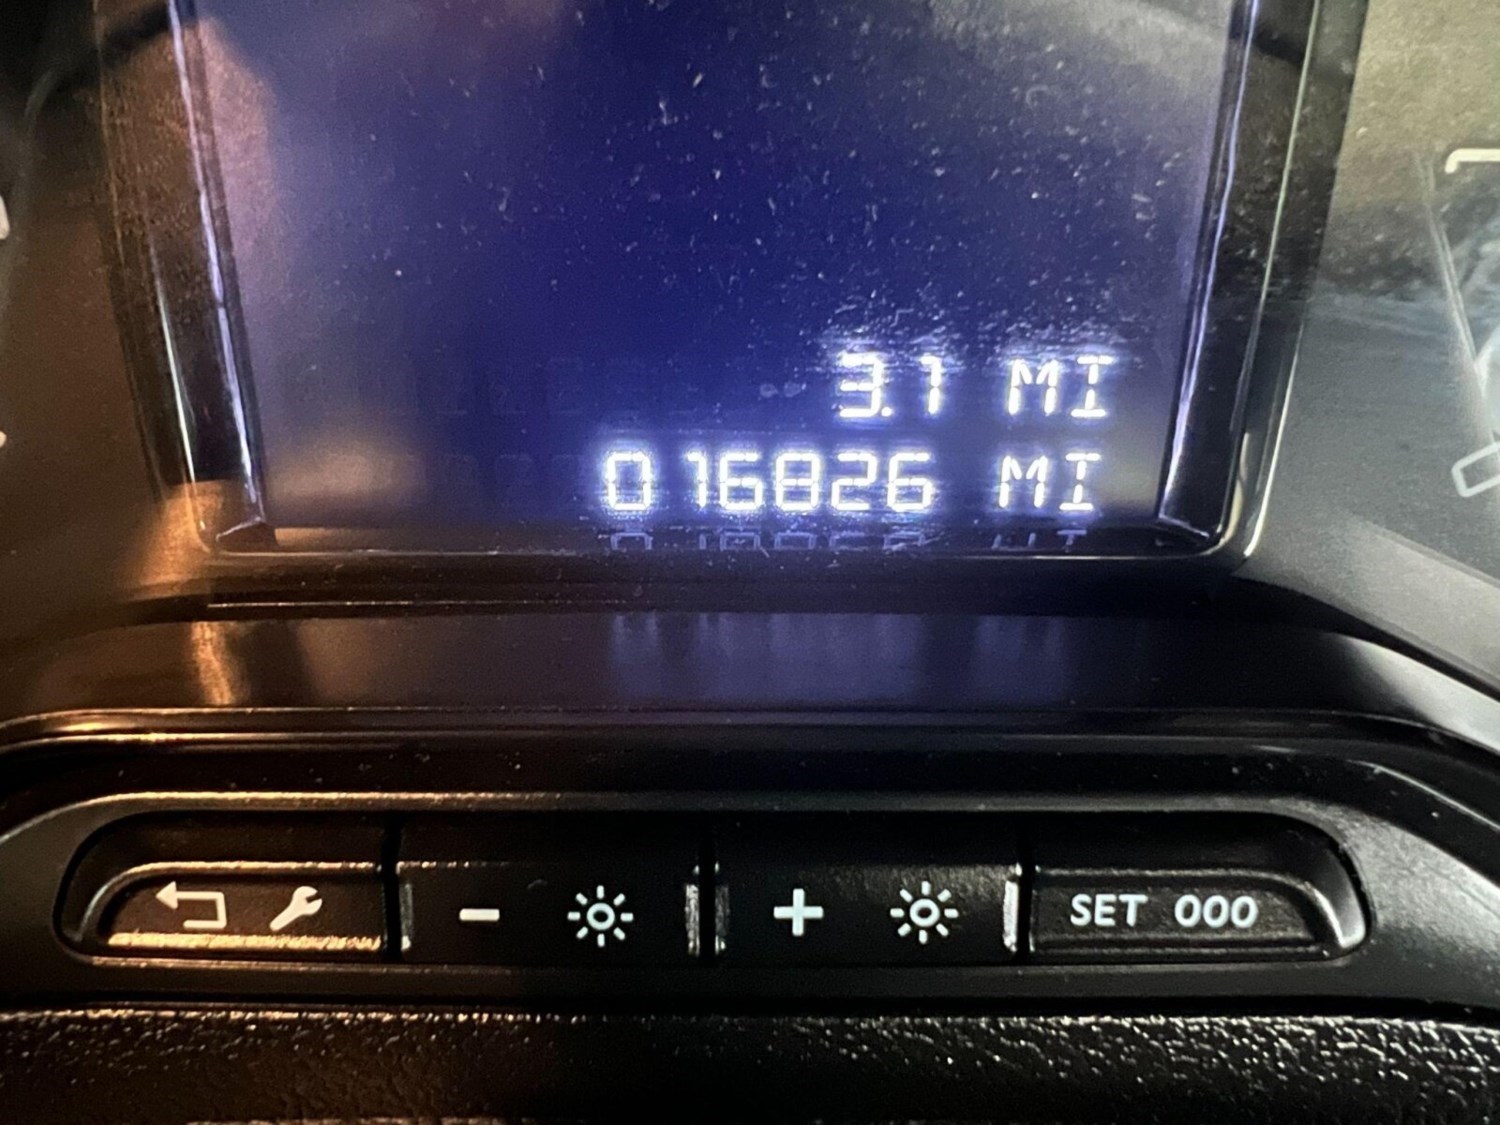 3.1 MI
016826 MI
- +
SET 000